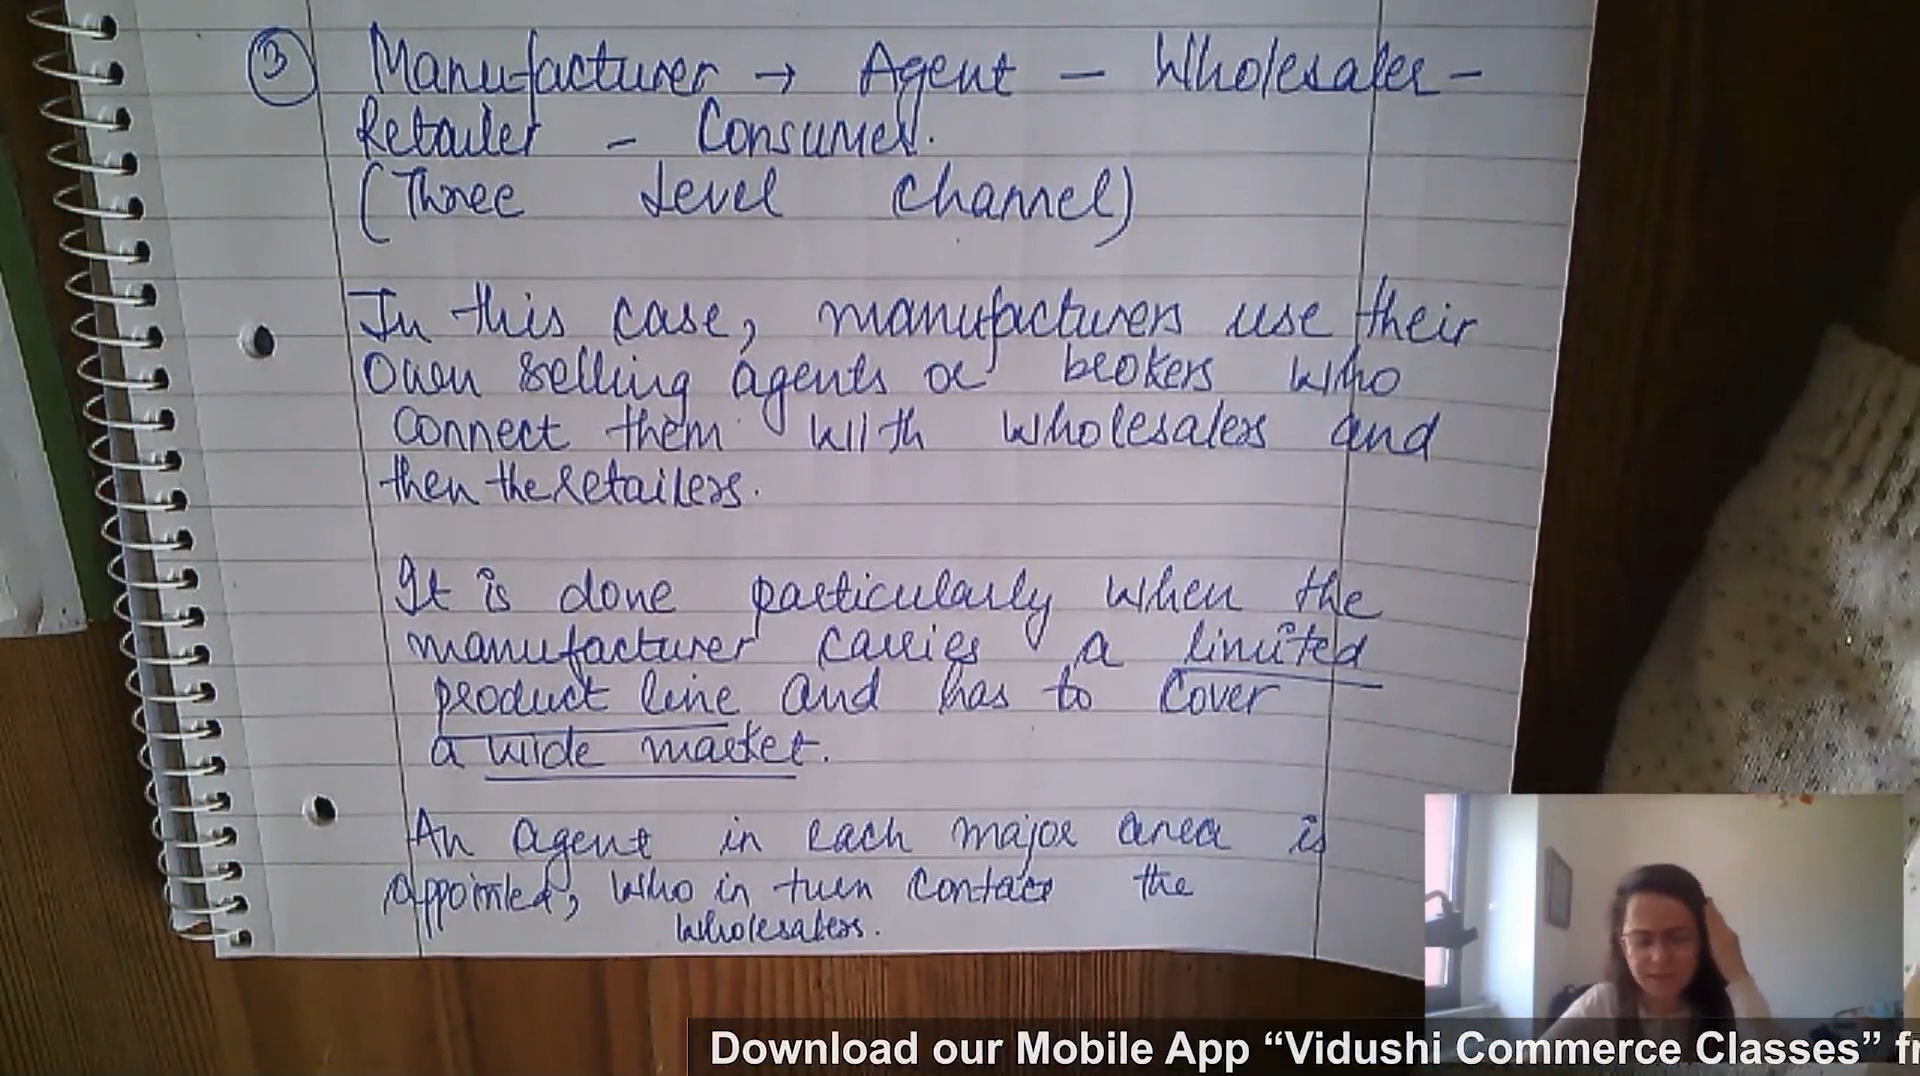 3 Manufacturer → Agent – Wholesaler –
Retailer – Consumer.
(Three Level Channel)
In this case, manufacturers use their
own selling agents or brokers who
connect them with wholesalers and
then the retailers.
It is done particularly when the
manufacturer carries a limited
product line and has to cover
a wide market.
An agent in each major area is
appointed, who in turn contact the
wholesalers.
Download our Mobile App “Vidushi Commerce Classes” fr